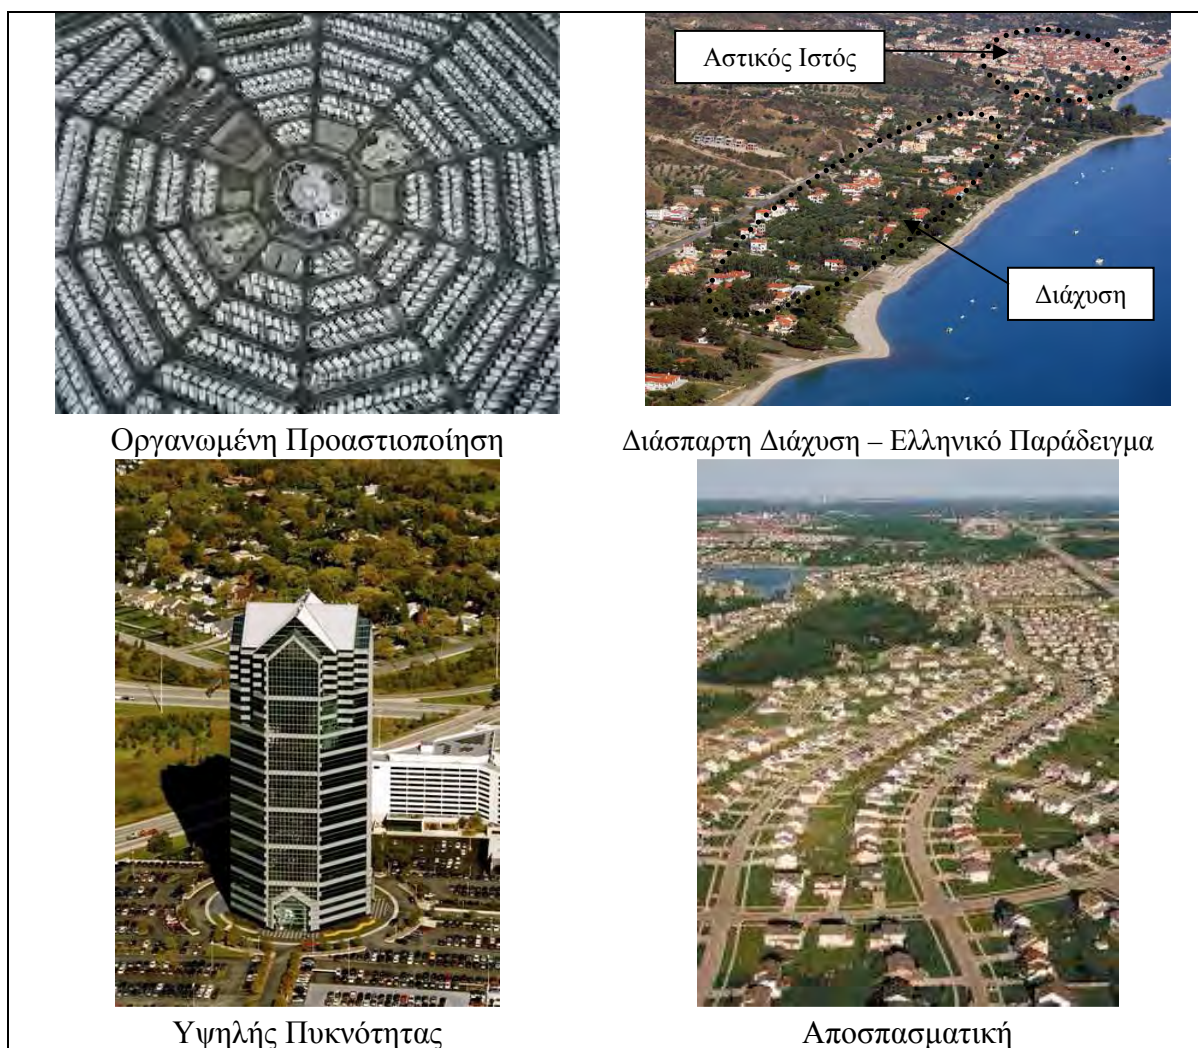 Αστικός Ιστός
Διάχυση
Οργανωμένη Προαστιοποίηση
Διάσπαρτη Διάχυση – Ελληνικό Παράδειγμα
Υψηλής Πυκνότητας
Αποσπασματική